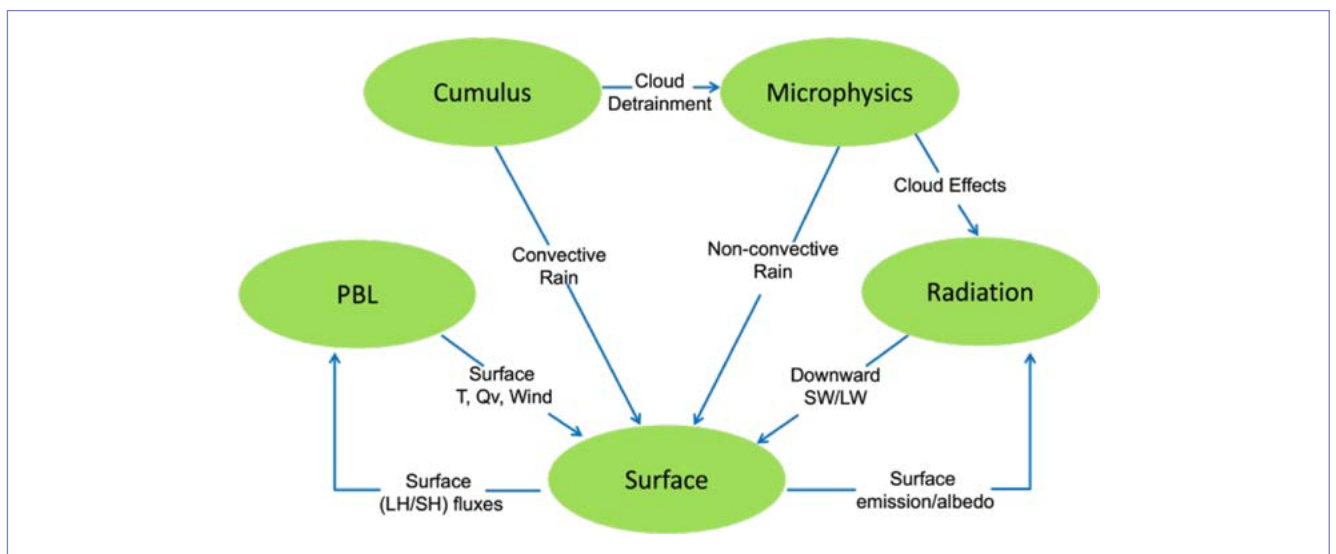 Cumulus
Cloud
Detrainment
Microphysics
Cloud Effects
Convective
Rain
Non-convective
Rain
PBL
Radiation
Surface
T, Qv, Wind
Downward
SW/LW
Surface
Surface
(LH/SH) fluxes
Surface
emission/albedo